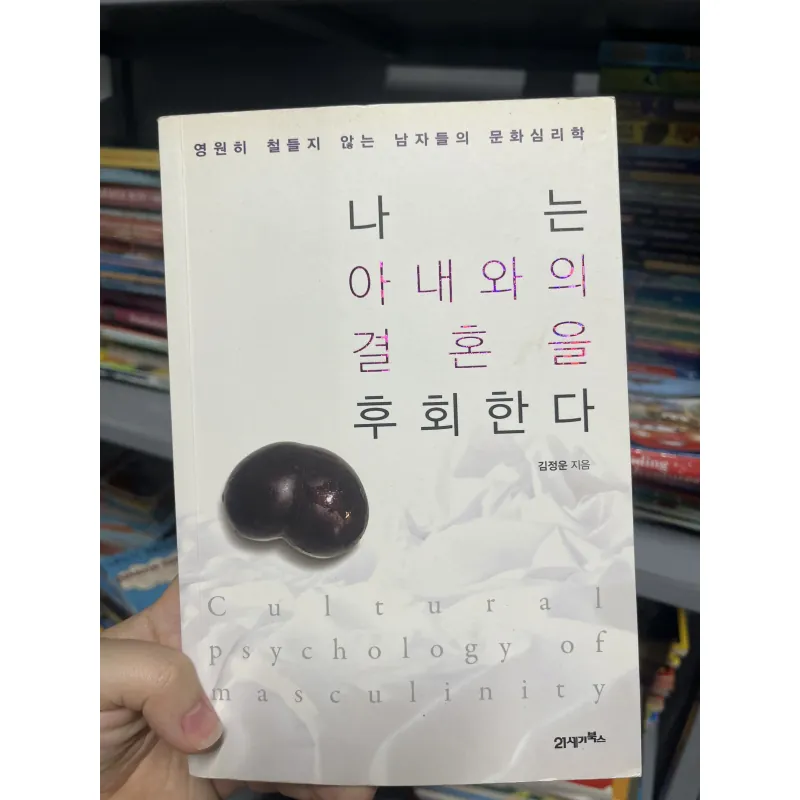 영원히 철들지 않는 남자들의 문화심리학
나는
아내와의
결혼을
후회한다
김정운 지음
Cultural
psychology of
masculinity
21세기북스